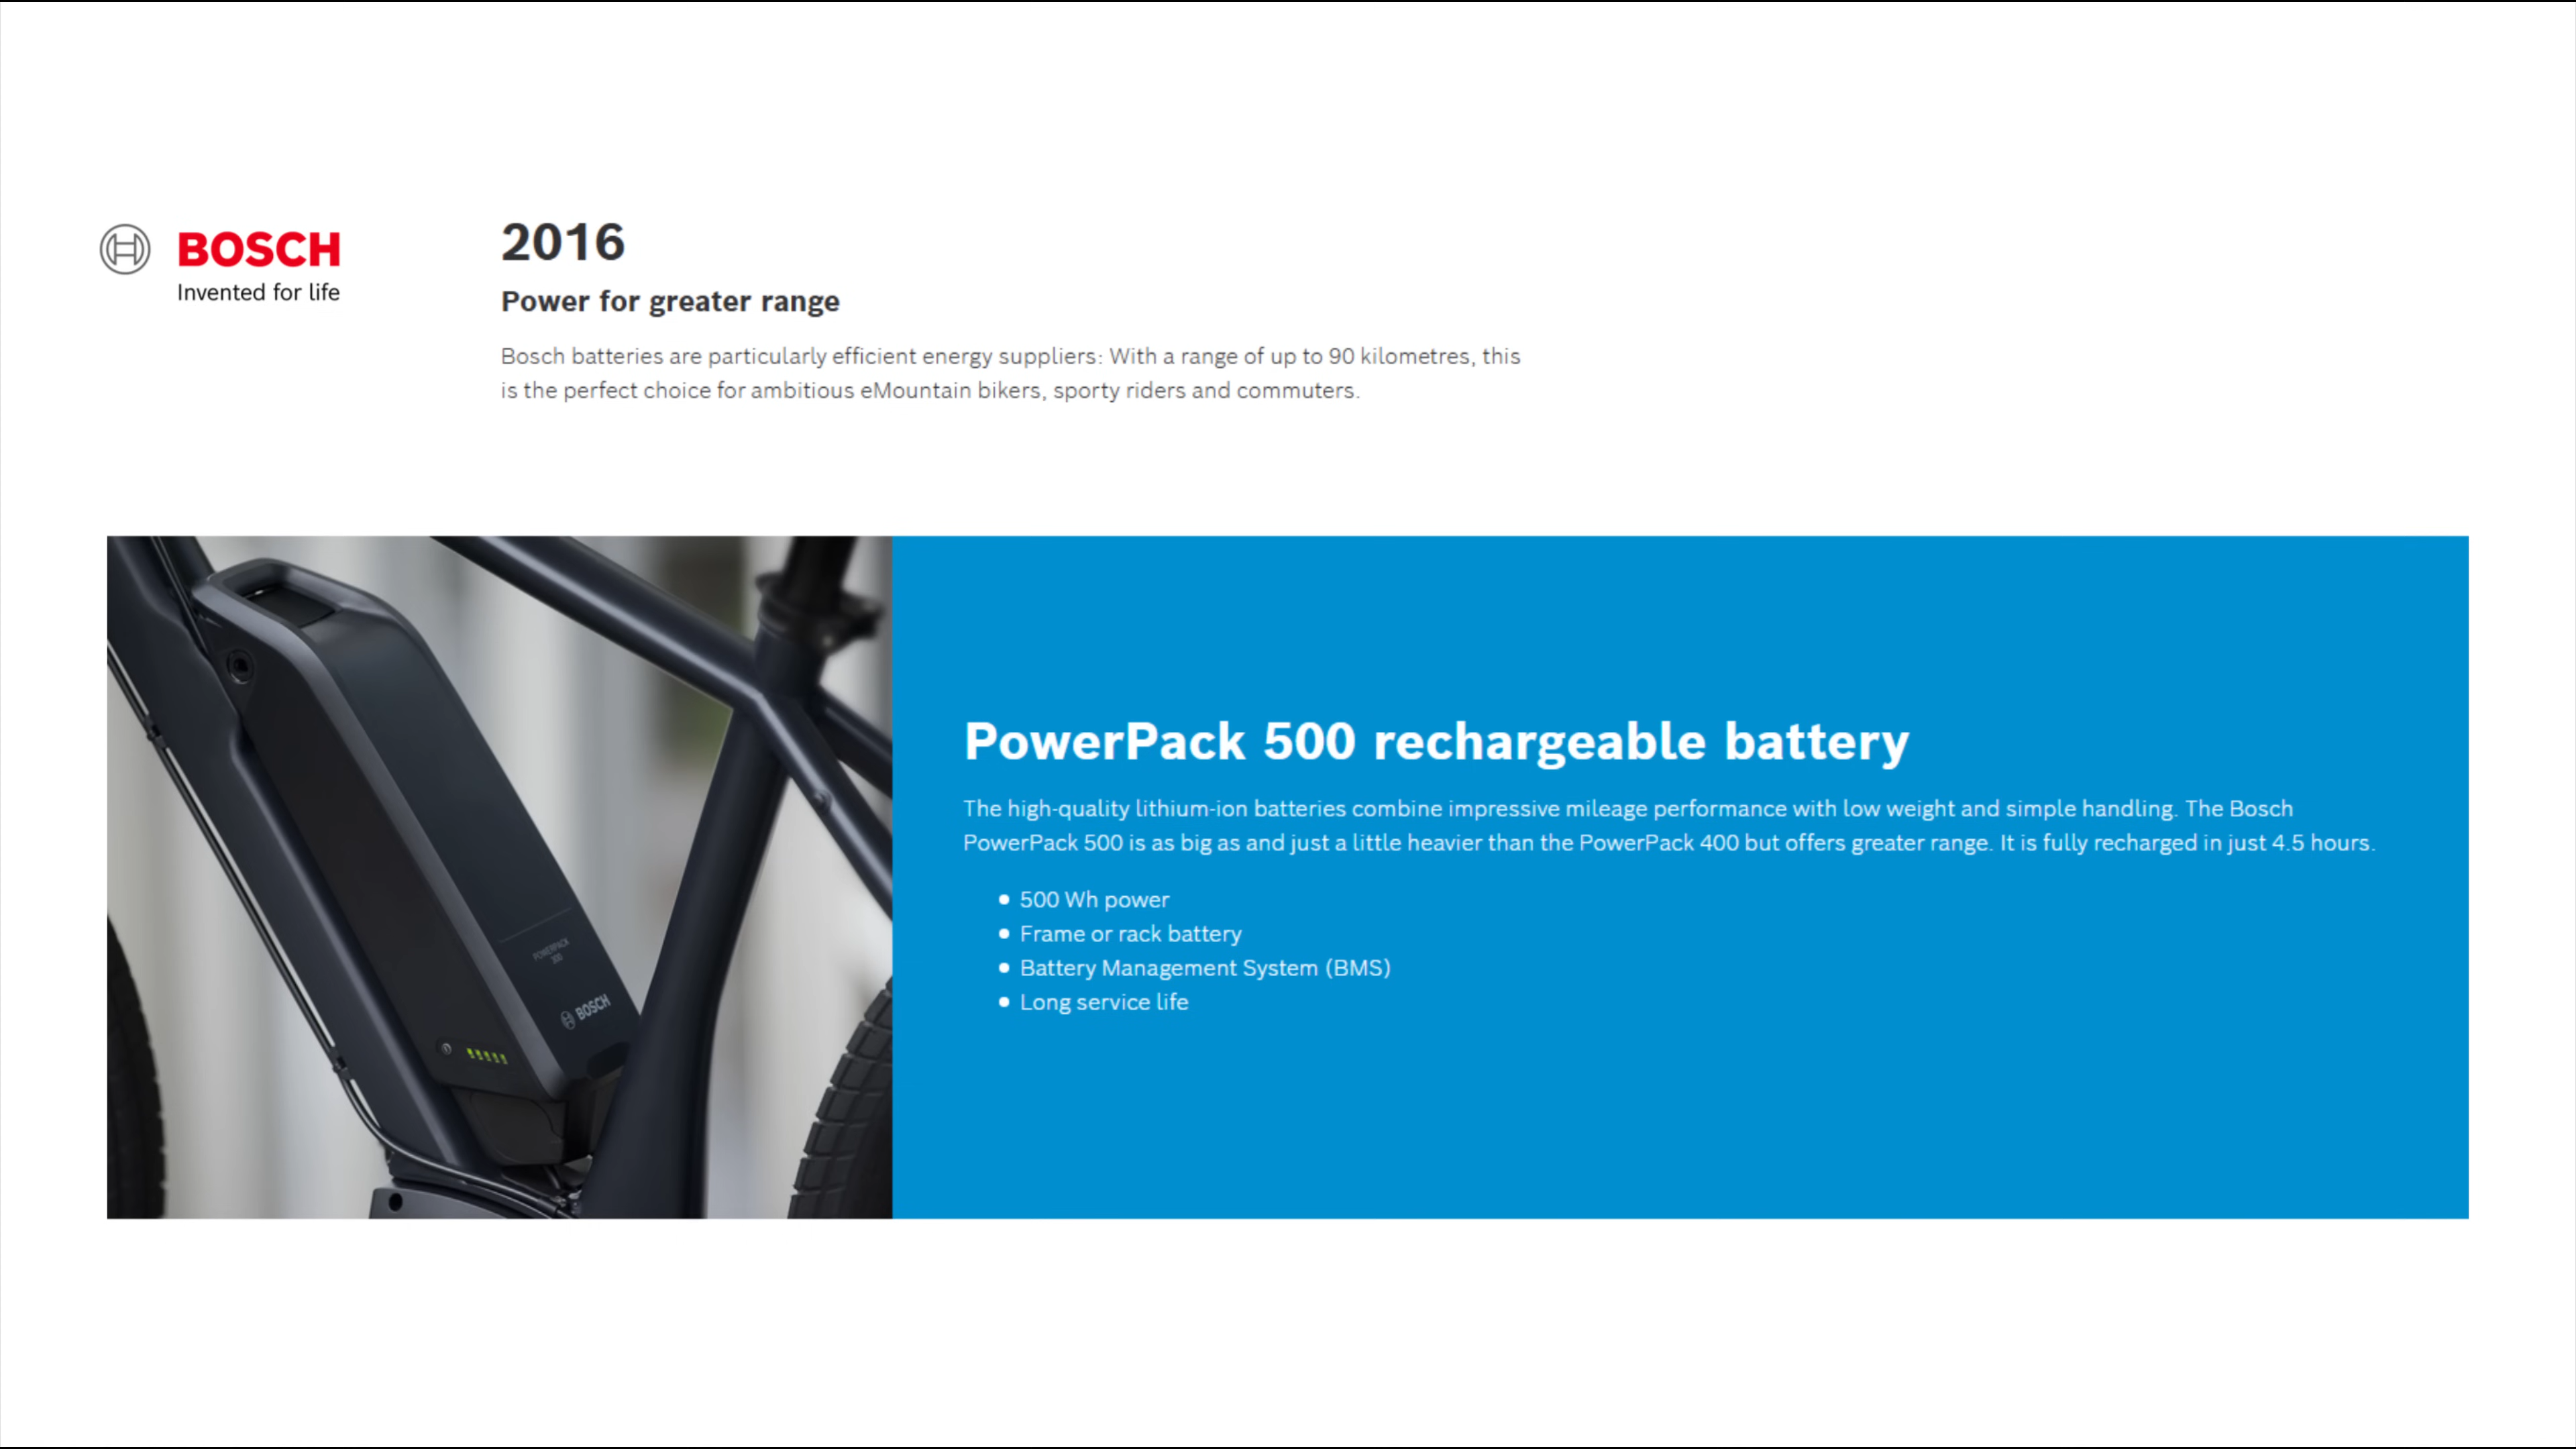 BOSCH
Invented for life
2016
Power for greater range
Bosch batteries are particularly efficient energy suppliers: With a range of up to 90 kilometres, this
is the perfect choice for ambitious eMountain bikers, sporty riders and commuters.
POWERPACK
BOSCH
PowerPack 500 rechargeable battery
The high-quality lithium-ion batteries combine impressive mileage performance with low weight and simple handling. The Bosch
PowerPack 500 is as big as and just a little heavier than the PowerPack 400 but offers greater range. It is fully recharged in just 4.5 hours.
500 Wh power
Frame or rack battery
Battery Management System (BMS)
Long service life